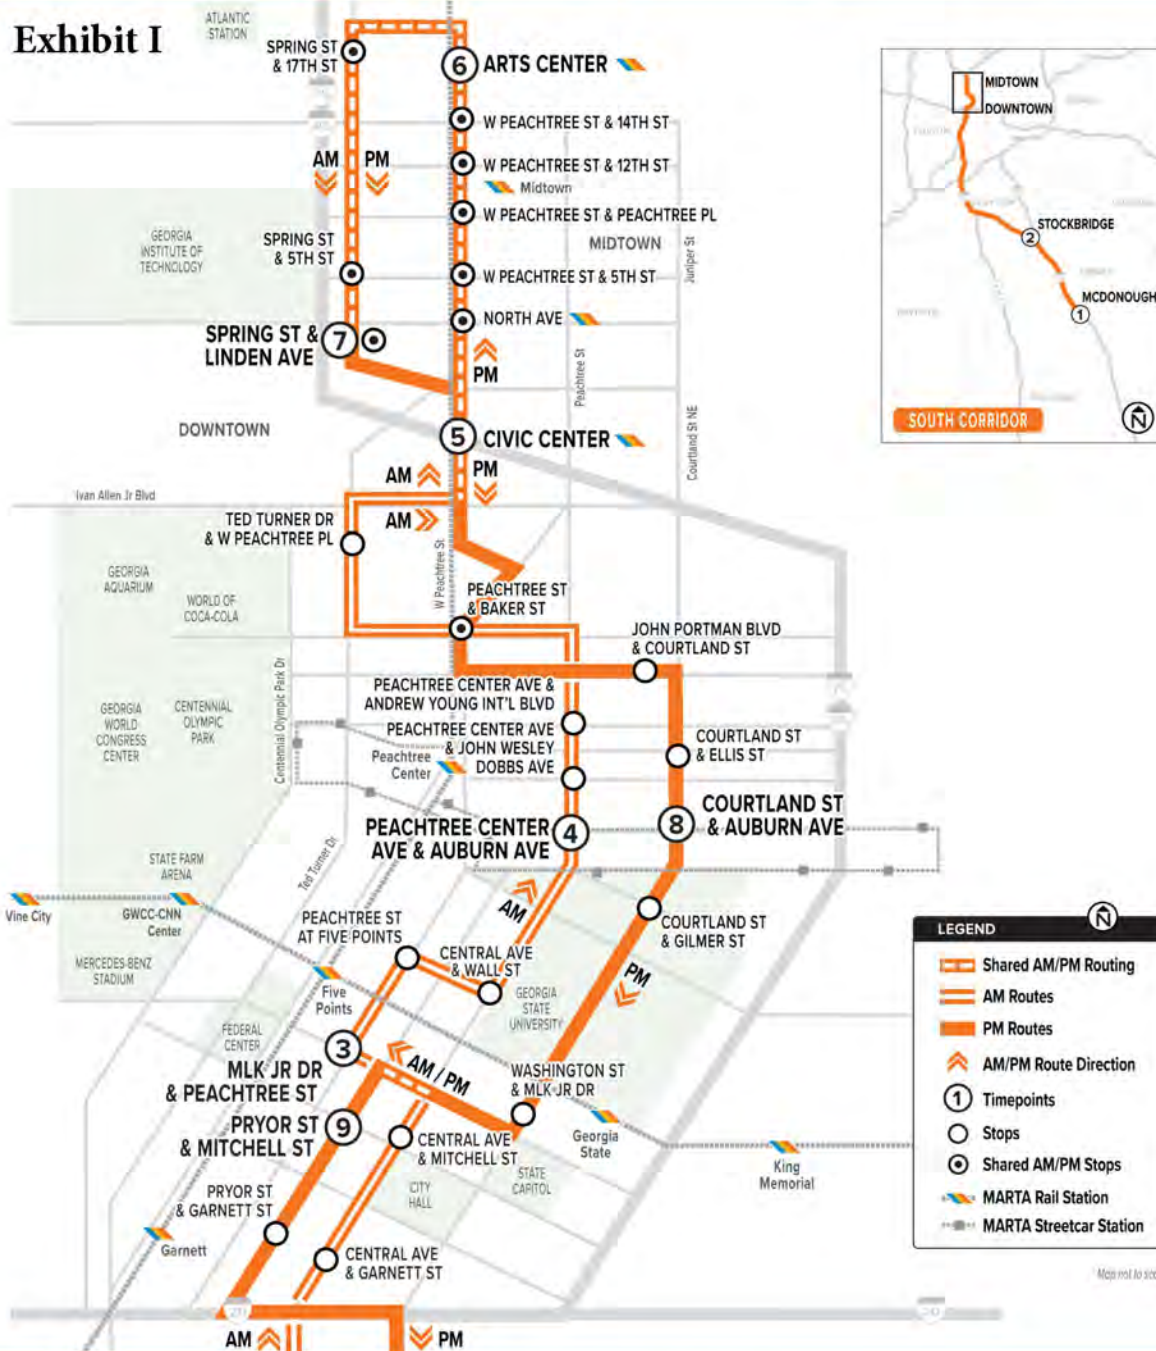 Exhibit I
ATLANTIC
STATION
SPRING ST
& 17TH ST
6
ARTS CENTER
W PEACHTREE ST & 14TH ST
AM
PM
W PEACHTREE ST & 12TH ST
Midtown
W PEACHTREE ST & PEACHTREE PL
MIDTOWN
Juniper St
GEORGIA
INSTITUTE OF
TECHNOLOGY
SPRING ST
& 5TH ST
W PEACHTREE ST & 5TH ST
NORTH AVE
SPRING ST &
LINDEN AVE
7
PM
Peachtree St
Courtland St NE
DOWNTOWN
5
CIVIC CENTER
AM
PM
Ivan Allen Jr Blvd
AM
TED TURNER DR
& W PEACHTREE PL
W Peachtree St
GEORGIA
AQUARIUM
WORLD OF
COCA-COLA
PEACHTREE ST
& BAKER ST
JOHN PORTMAN BLVD
& COURTLAND ST
Centennial Olympic Park Dr
PEACHTREE CENTER AVE &
ANDREW YOUNG INT'L BLVD
GEORGIA
WORLD
CONGRESS
CENTER
CENTENNIAL
OLYMPIC
PARK
PEACHTREE CENTER AVE
& JOHN WESLEY
DOBBS AVE
Peachtree
Center
COURTLAND ST
& ELLIS ST
PEACHTREE CENTER
AVE & AUBURN AVE
4
8
COURTLAND ST
& AUBURN AVE
Ted Turner Dr
STATE FARM
ARENA
AM
Vine City
GWCC-CNN
Center
PEACHTREE ST
AT FIVE POINTS
COURTLAND ST
& GILMER ST
MERCEDES-BENZ
STADIUM
CENTRAL AVE
& WALL ST
Five
Points
GEORGIA
STATE
UNIVERSITY
PM
FEDERAL
CENTER
3
MLK JR DR
& PEACHTREE ST
AM / PM
WASHINGTON ST
& MLK JR DR
PRYOR ST
& MITCHELL ST
9
CENTRAL AVE
& MITCHELL ST
Georgia
State
King
Memorial
STATE
CAPITOL
CITY
HALL
PRYOR ST
& GARNETT ST
Garnett
CENTRAL AVE
& GARNETT ST
AM
PM
MIDTOWN
DOWNTOWN
STOCKBRIDGE
2
MCDONOUGH
1
SOUTH CORRIDOR
N
N
LEGEND
Shared AM/PM Routing
AM Routes
PM Routes
AM/PM Route Direction
1
Timepoints
Stops
Shared AM/PM Stops
MARTA Rail Station
MARTA Streetcar Station
Map not to